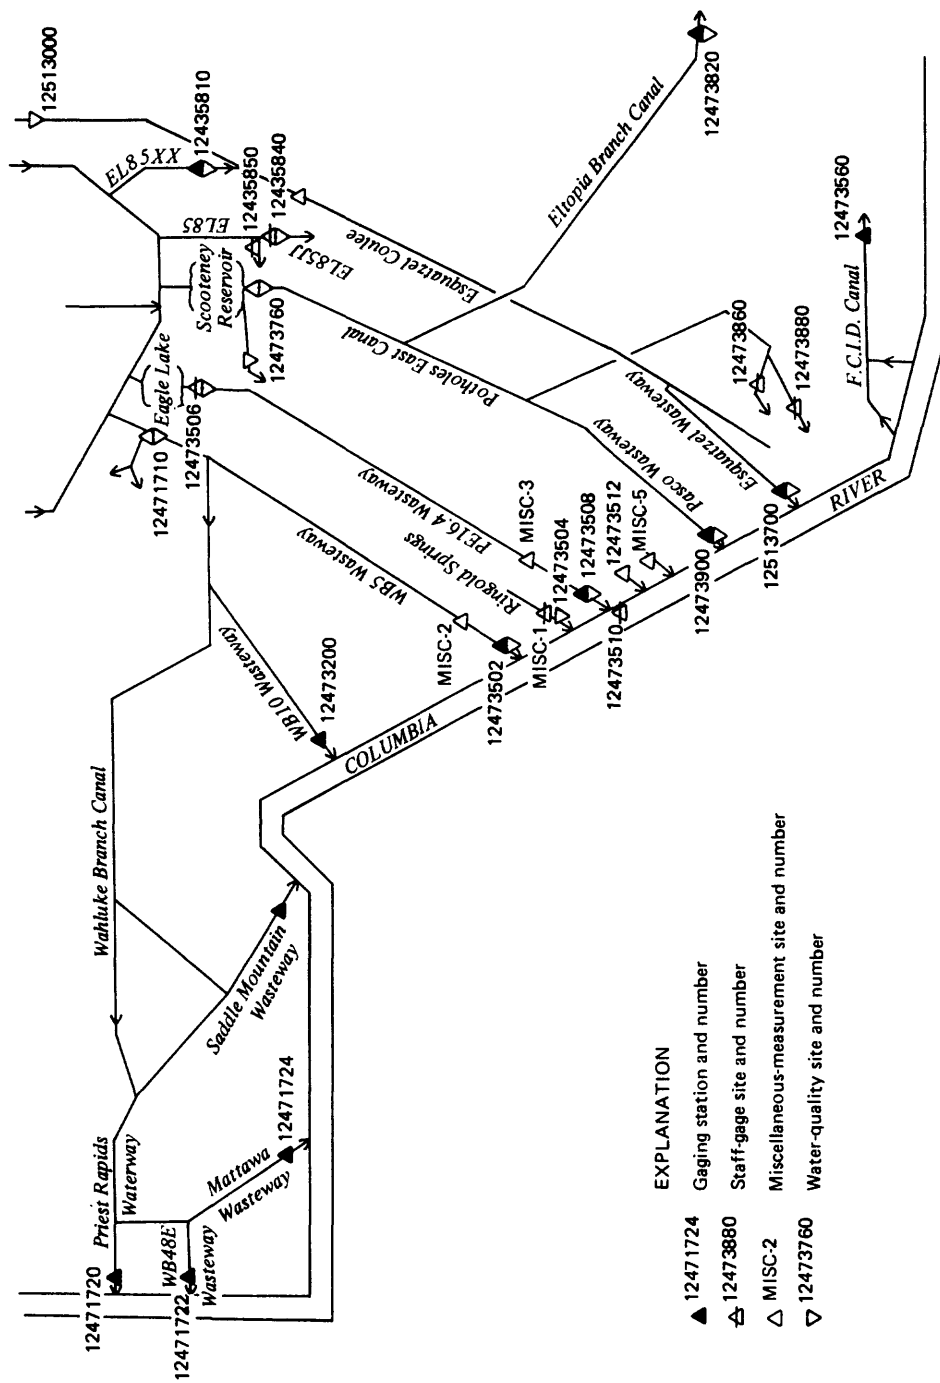 12471720
Priest Rapids
Waterway
12471722
WB48E
Wasteway
Mattawa
Wasteway
12471724
Saddle Mountain
Wasteway
Wahluke Branch Canal
WB10 Wasteway
12473200
COLUMBIA
RIVER
WB5 Wasteway
MISC-2
12473502
Ringold Springs
MISC-1
12473504
PE16.4 Wasteway
MISC-3
12473508
12473510
12473512
MISC-5
12471710
12473506
Eagle Lake
Scooteney
Reservoir
12473760
Potholes East Canal
Pasco Wasteway
12473900
Esquatzel Wasteway
12513700
EL85
EL85JJ
12435850
12435840
EL85XX
12435810
12513000
Esquatzel Coulee
Eltopia Branch Canal
12473820
12473860
12473880
F.C.I.D. Canal
12473560
EXPLANATION
12471724 Gaging station and number
12473880 Staff-gage site and number
MISC-2 Miscellaneous-measurement site and number
12473760 Water-quality site and number